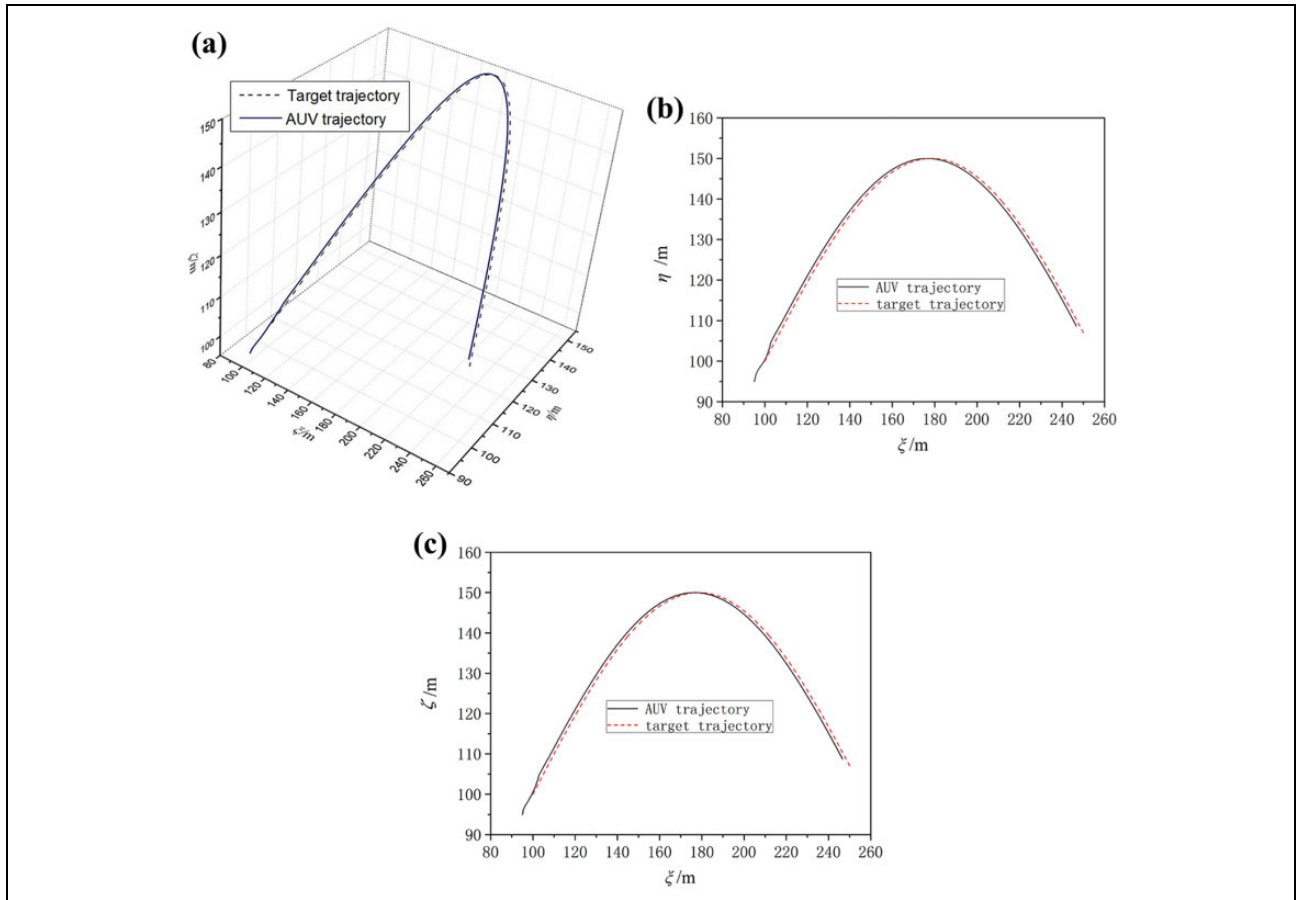 (a)
Target trajectory
AUV trajectory
150
140
130
120
110
100
80
100
120
140
160
180
200
220
240
260
ξ/m
90
100
110
120
130
140
150
η/m
(b)
160
150
140
130
120
110
100
90
η /m
AUV trajectory
target trajectory
80 100 120 140 160 180 200 220 240 260
ξ /m
(c)
160
150
140
130
120
110
100
90
ζ /m
AUV trajectory
target trajectory
80 100 120 140 160 180 200 220 240 260
ξ /m